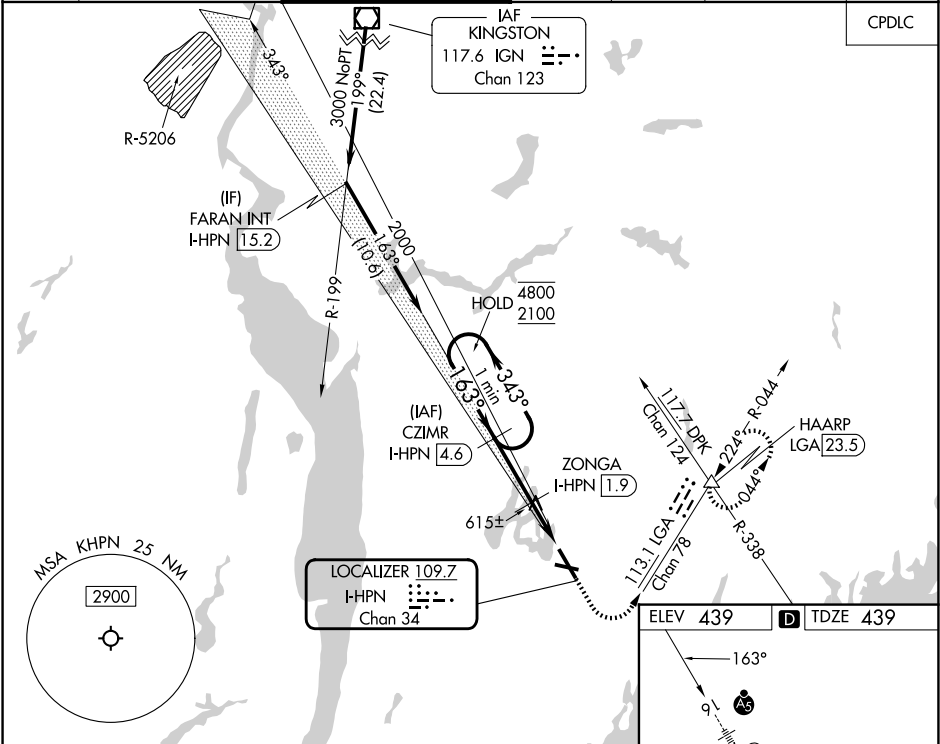 CPDLC
IAF
KINGSTON
117.6 IGN
Chan 123
343°
3000 NoPT
199°
(22.4)
R-5206
(IF)
FARAN INT
I-HPN 15.2
2000
163°
(10.6)
R-199
HOLD 4800
2100
1 min
343°
163°
(IAF)
CZIMR
I-HPN 4.6
117.7 DPK
Chan 124
R-044
224°
044°
HAARP
LGA 23.5
ZONGA
I-HPN 1.9
615±
R-338
113.1 LGA
Chan 78
MSA KHPN 25 NM
2900
LOCALIZER 109.7
I-HPN
Chan 34
ELEV 439
D
TDZE 439
163°
16
A5